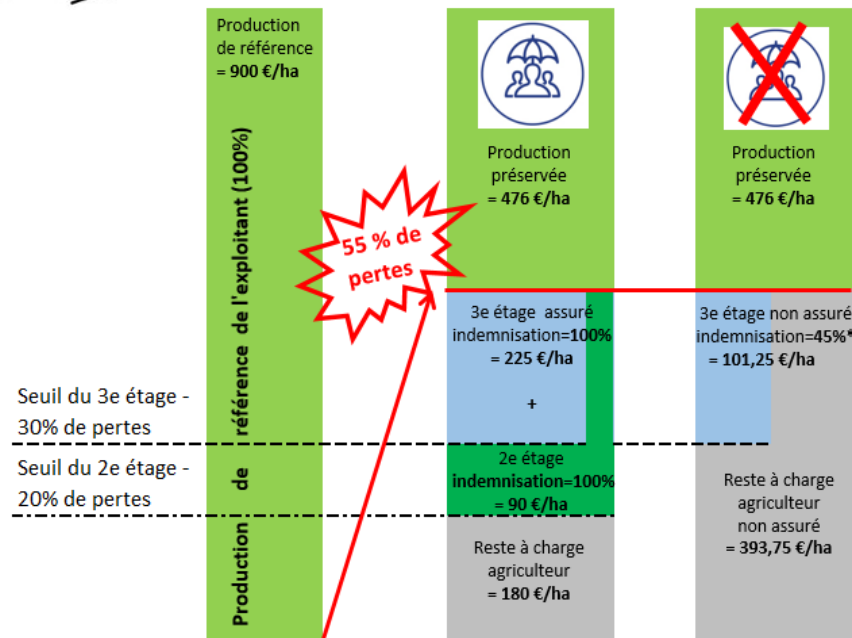 Production
de référence
= 900 €/ha
Production de référence de l'exploitant (100%)
55 % de
pertes
Production
préservée
= 476 €/ha
Production
préservée
= 476 €/ha
3e étage assuré
indemnisation=100%
= 225 €/ha
+
3e étage non assuré
indemnisation=45%*
= 101,25 €/ha
Seuil du 3e étage -
30% de pertes
Seuil du 2e étage -
20% de pertes
2e étage
indemnisation=100%
= 90 €/ha
Reste à charge
agriculteur
= 180 €/ha
Reste à charge
agriculteur
non assuré
= 393,75 €/ha